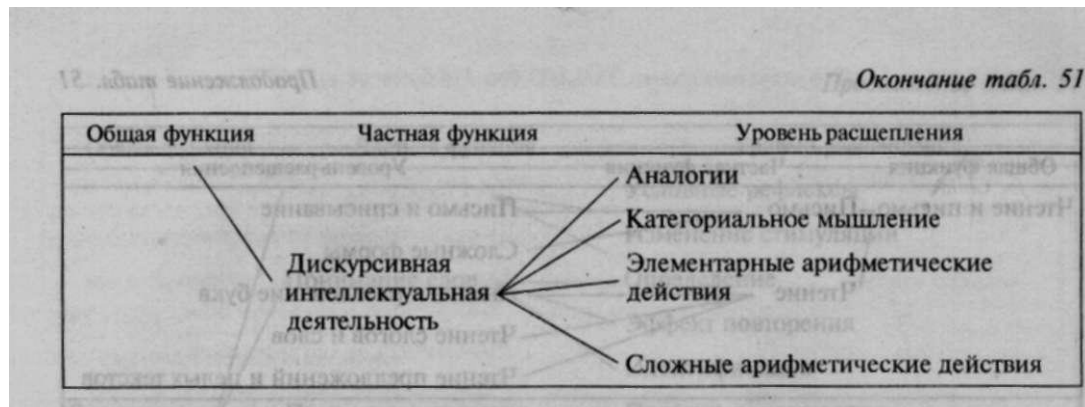 Окончание табл. 51
Общая функция Частная функция Уровень расщепления
Аналогии
Категориальное мышление
Дискурсивная
интеллектуальная
деятельность
Элементарные арифметические
действия
Сложные арифметические действия